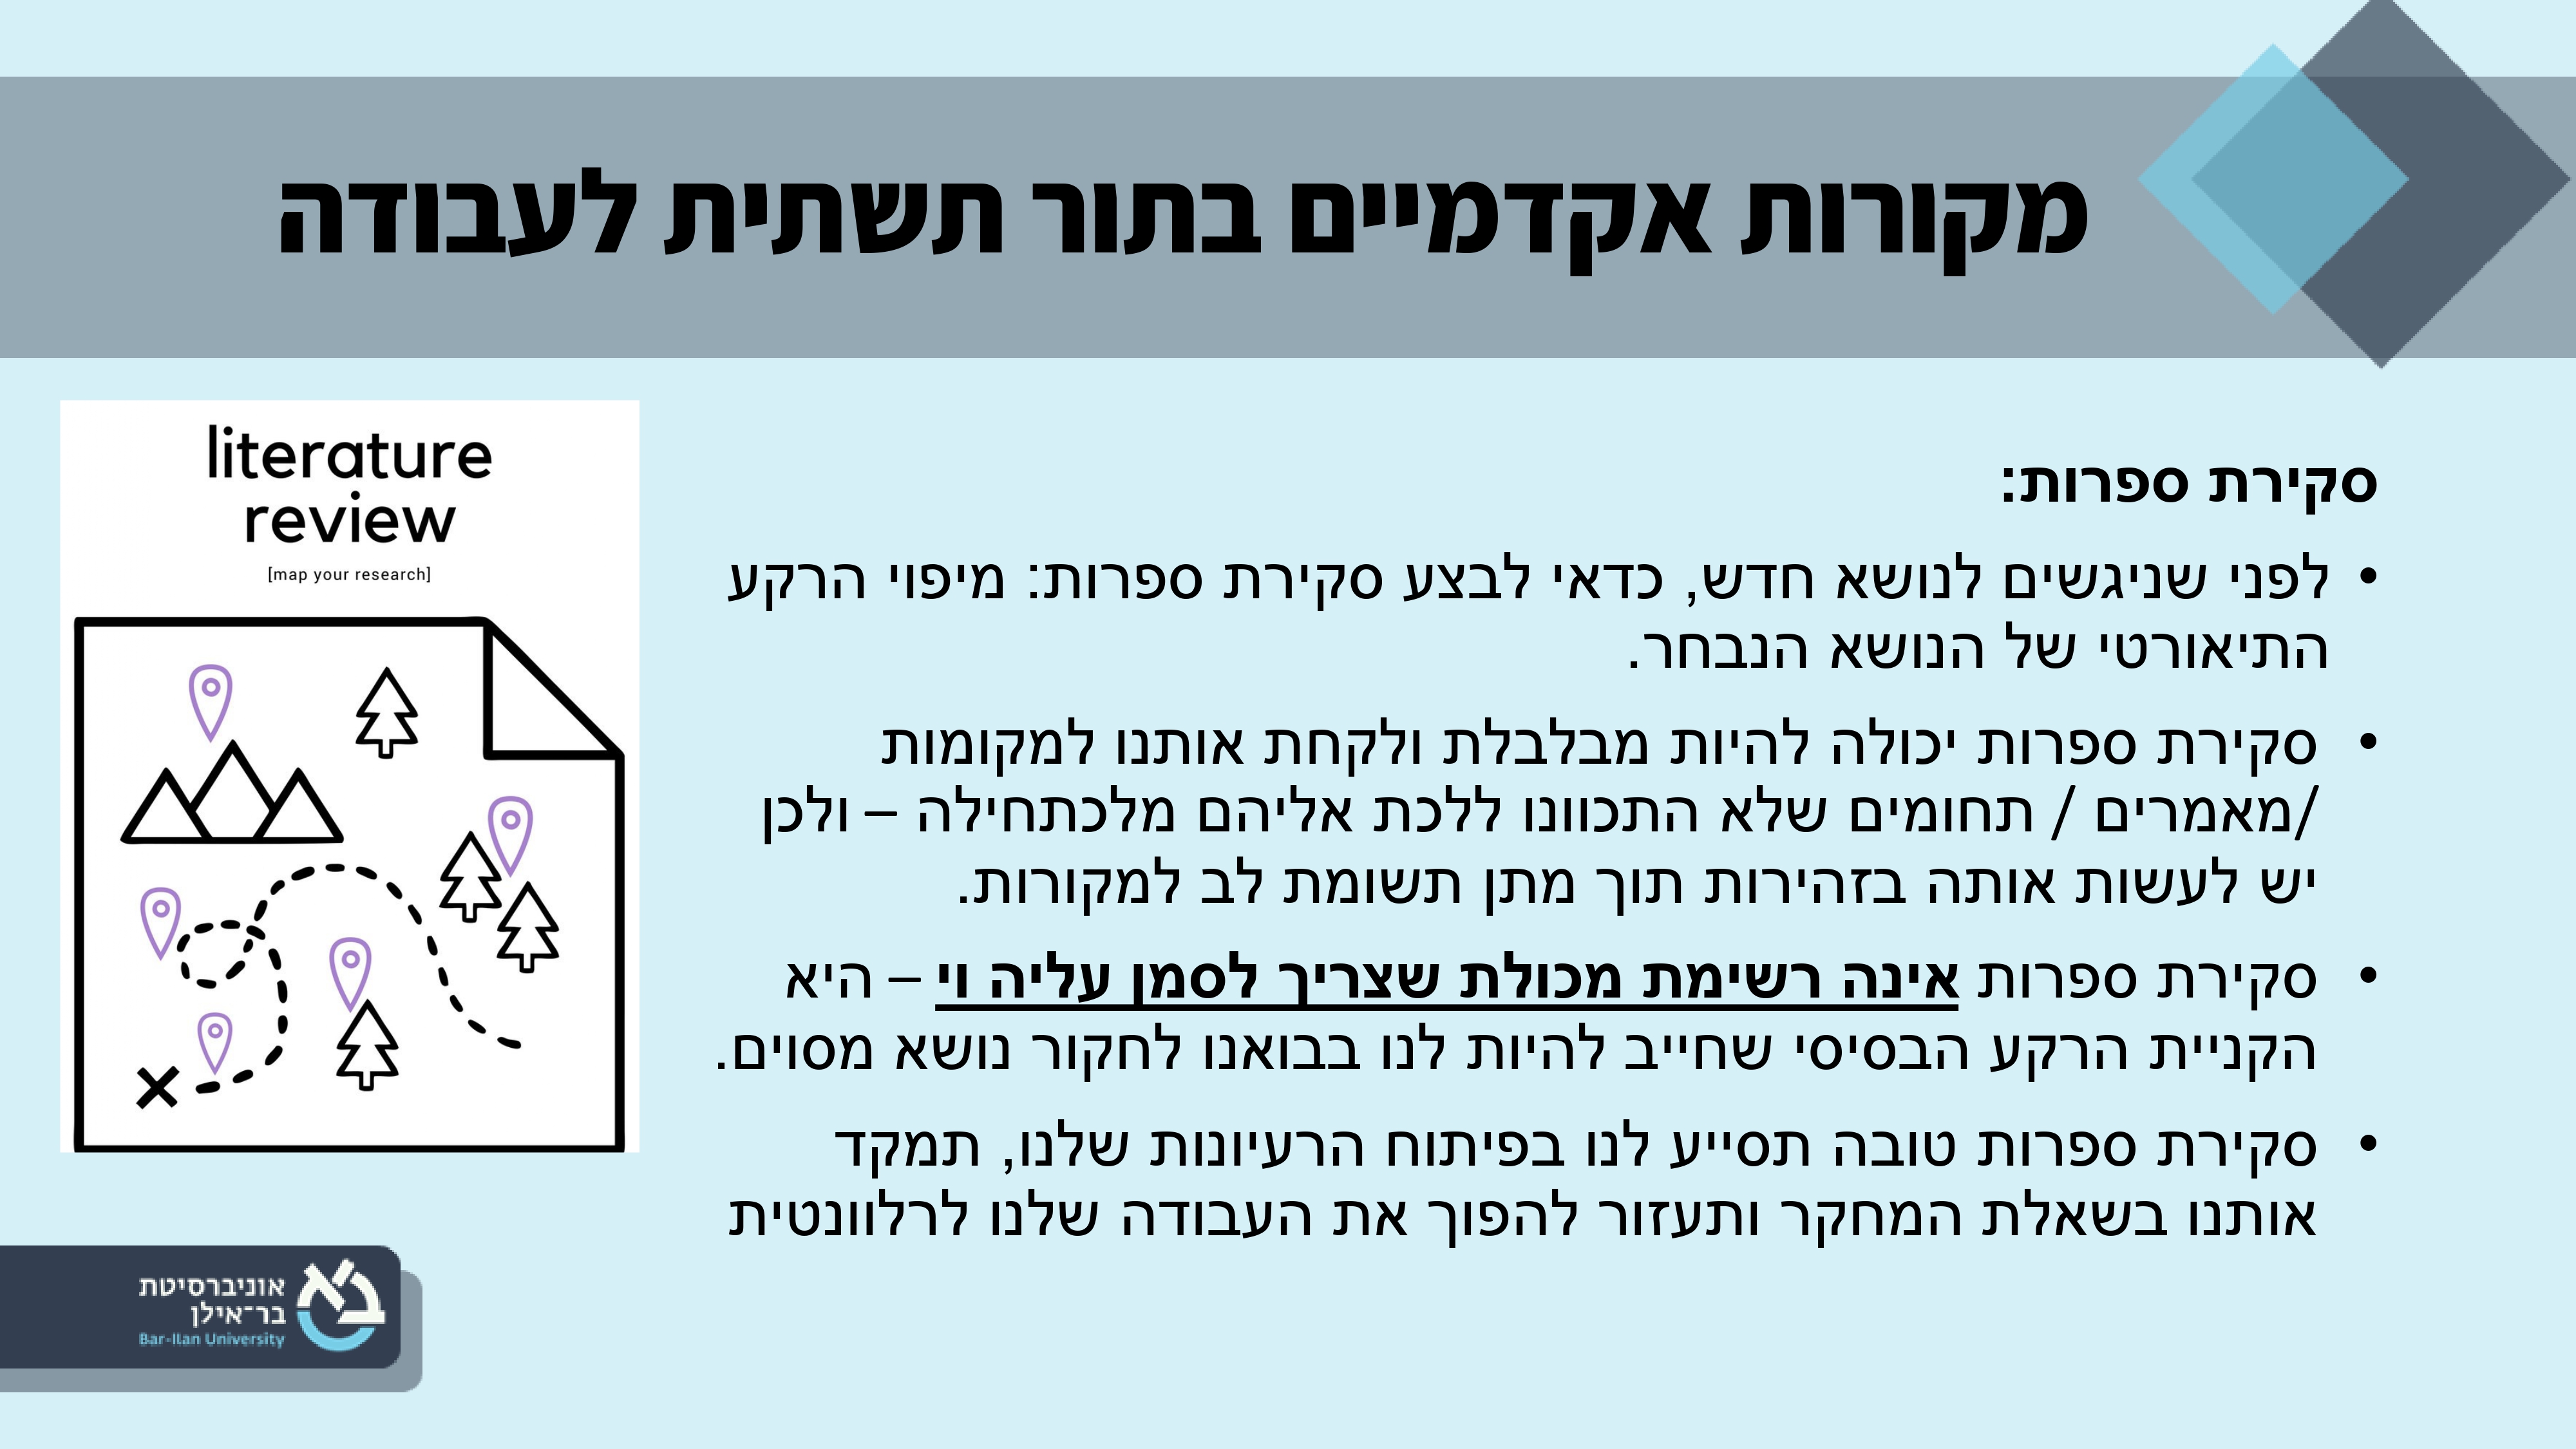 מקורות אקדמיים בתור תשתית לעבודה
סקירת ספרות:
• לפני שניגשים לנושא חדש, כדאי לבצע סקירת ספרות: מיפוי הרקע
התיאורטי של הנושא הנבחר.
• סקירת ספרות יכולה להיות מבלבלת ולקחת אותנו למקומות
/מאמרים / תחומים שלא התכוונו ללכת אליהם מלכתחילה – ולכן
יש לעשות אותה בזהירות תוך מתן תשומת לב למקורות.
• סקירת ספרות אינה רשימת מכולת שצריך לסמן עליה וי – היא
הקניית הרקע הבסיסי שחייב להיות לנו בבואנו לחקור נושא מסוים.
• סקירת ספרות טובה תסייע לנו בפיתוח הרעיונות שלנו, תמקד
אותנו בשאלת המחקר ותעזור להפוך את העבודה שלנו לרלוונטית
literature
review
[map your research]
אוניברסיטת
בר־אילן
Bar-Ilan University